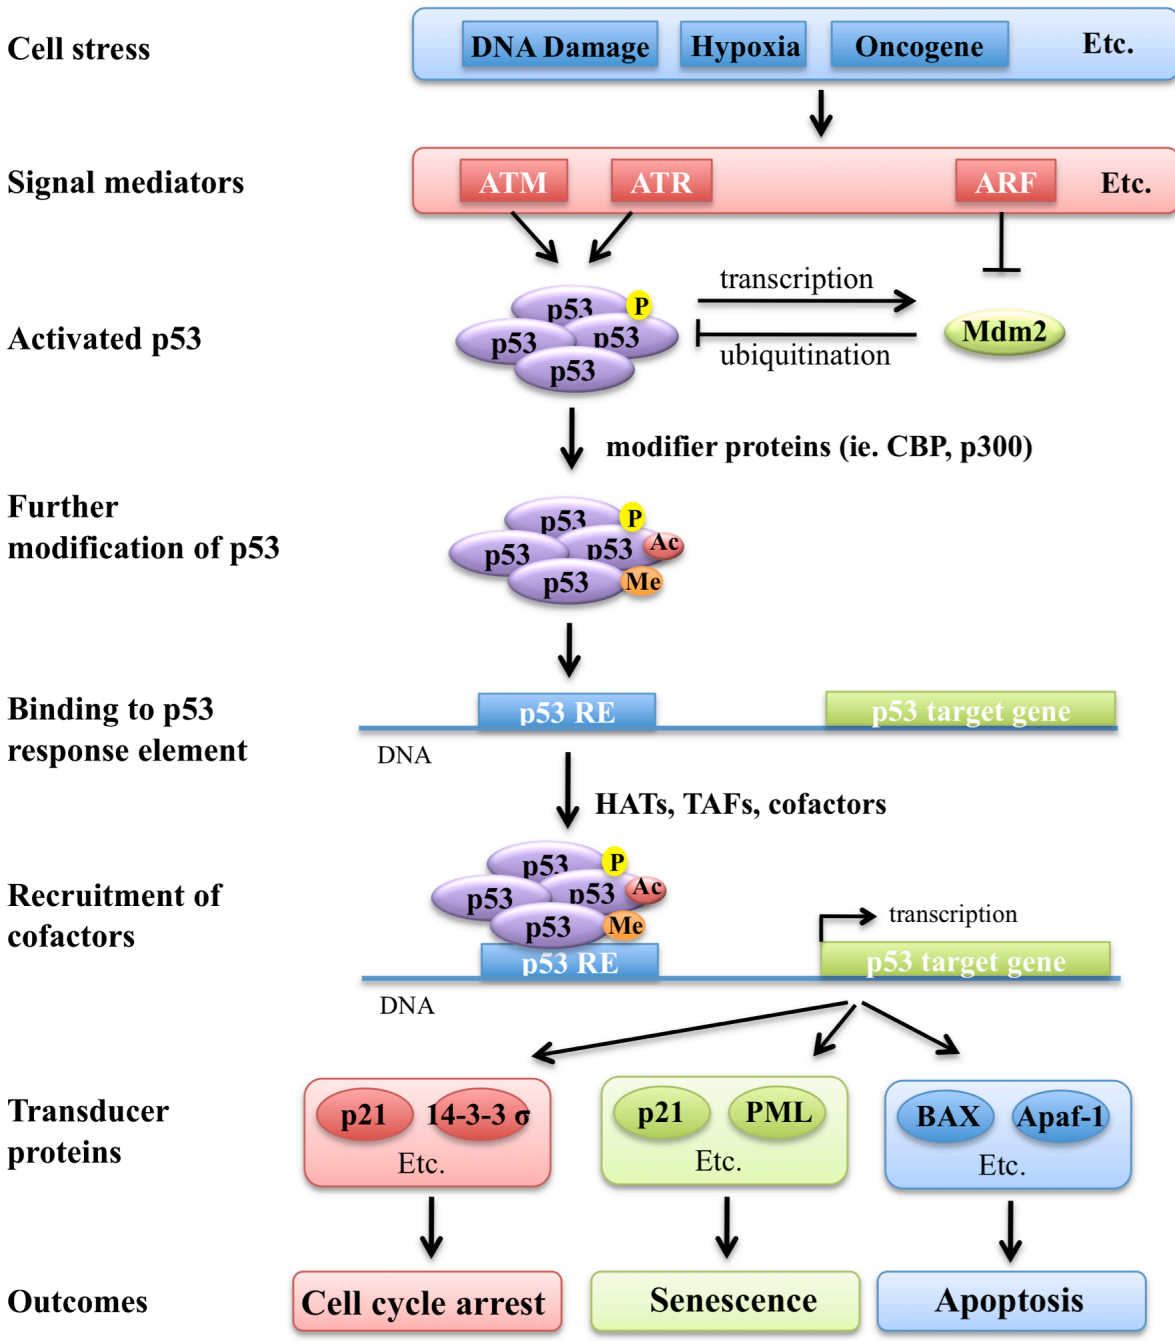 Cell stress
DNA Damage
Hypoxia
Oncogene
Etc.
Signal mediators
ATM
ATR
ARF
Etc.
Activated p53
p53
P
p53
p53
p53
transcription
ubiquitination
Mdm2
modifier proteins (ie. CBP, p300)
Further
modification of p53
p53
P
p53
p53
Ac
p53
Me
Binding to p53
response element
p53 RE
p53 target gene
DNA
HATs, TAFs, cofactors
Recruitment of
cofactors
p53
P
p53
p53
Ac
p53
Me
transcription
p53 RE
p53 target gene
DNA
Transducer
proteins
p21
14-3-3 σ
Etc.
p21
PML
Etc.
BAX
Apaf-1
Etc.
Outcomes
Cell cycle arrest
Senescence
Apoptosis